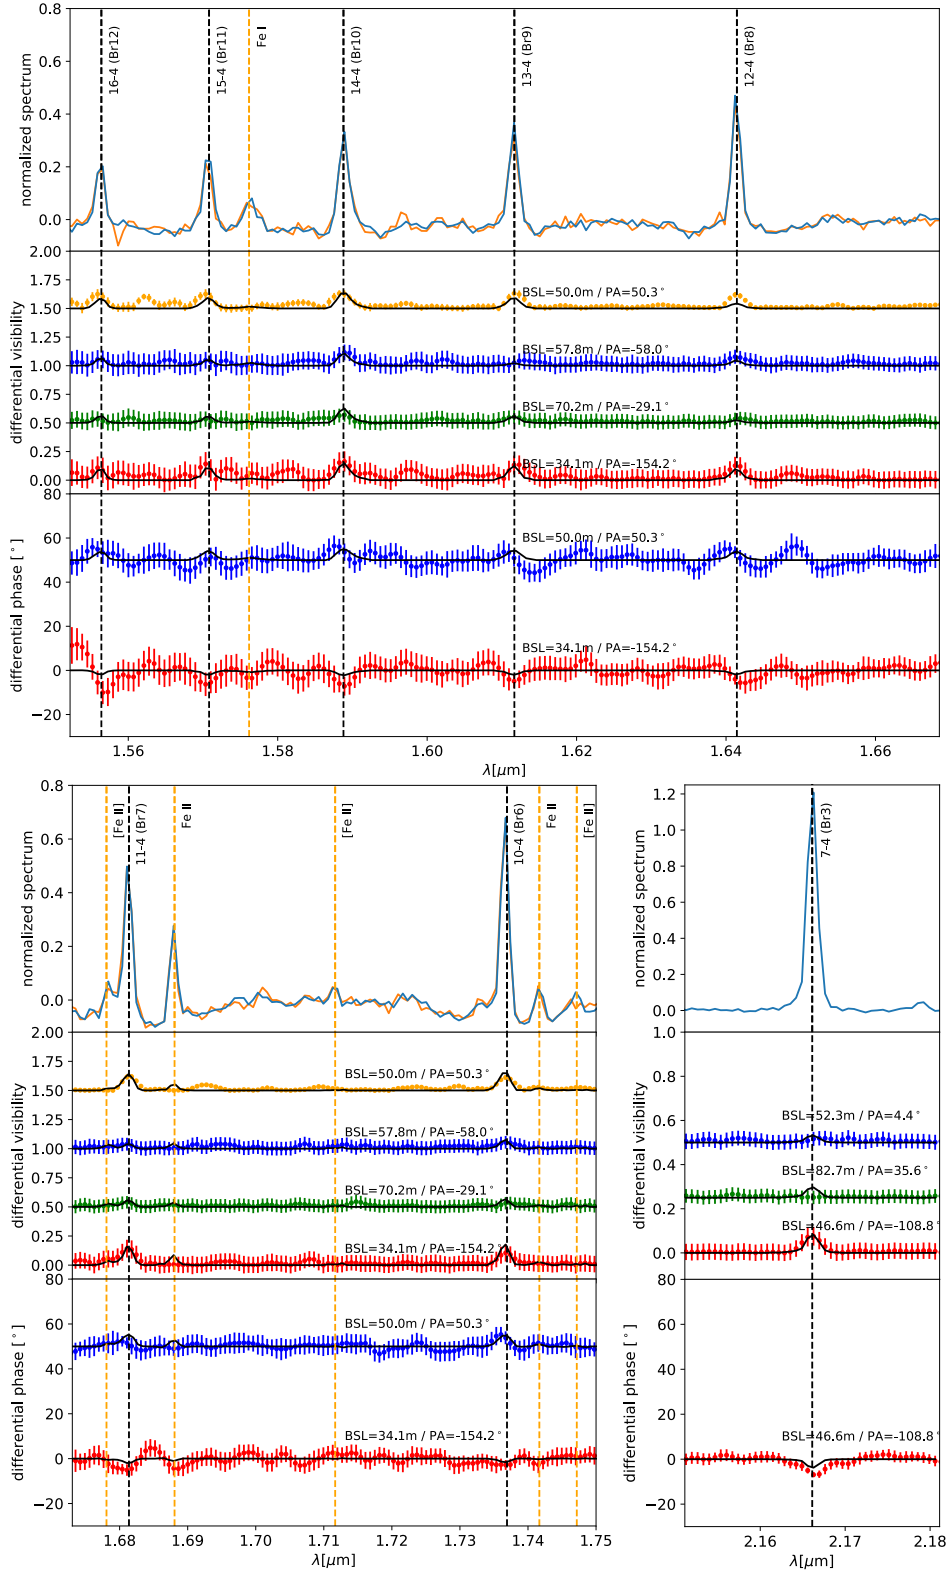 0.8
0.6
0.4
0.2
0.0
normalized spectrum
16-4 (Br12)
15-4 (Br11)
Fe I
14-4 (Br10)
13-4 (Br9)
12-4 (Br8)
2.00
1.75
1.50
1.25
1.00
0.75
0.50
0.25
0.00
differential visibility
BSL=50.0m / PA=50.3°
BSL=57.8m / PA=-58.0°
BSL=70.2m / PA=-29.1°
BSL=34.1m / PA=-154.2°
80
60
40
20
0
−20
differential phase [°]
BSL=50.0m / PA=50.3°
BSL=34.1m / PA=-154.2°
1.56
1.58
1.60
1.62
1.64
1.66
λ[μm]
0.8
0.6
0.4
0.2
0.0
normalized spectrum
[Fe II]
11-4 (Br7)
Fe II
[Fe II]
10-4 (Br6)
Fe II
[Fe II]
2.00
1.75
1.50
1.25
1.00
0.75
0.50
0.25
0.00
differential visibility
BSL=50.0m / PA=50.3°
BSL=57.8m / PA=-58.0°
BSL=70.2m / PA=-29.1°
BSL=34.1m / PA=-154.2°
80
60
40
20
0
−20
differential phase [°]
BSL=50.0m / PA=50.3°
BSL=34.1m / PA=-154.2°
1.68
1.69
1.70
1.71
1.72
1.73
1.74
1.75
λ[μm]
1.2
1.0
0.8
0.6
0.4
0.2
0.0
normalized spectrum
7-4 (Br3)
1.0
0.8
0.6
0.4
0.2
0.0
differential visibility
BSL=52.3m / PA=4.4°
BSL=82.7m / PA=35.6°
BSL=46.6m / PA=-108.8°
80
60
40
20
0
−20
differential phase [°]
BSL=46.6m / PA=-108.8°
2.16
2.17
2.18
λ[μm]